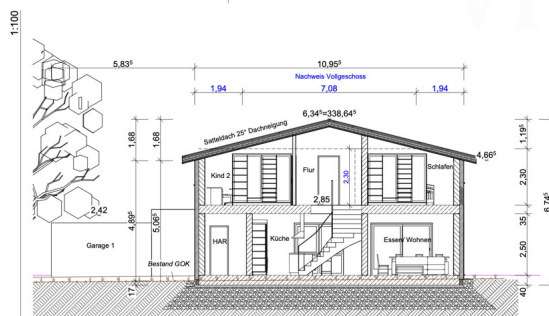 1:100
5,83⁵
10,95⁵
Nachweis Vollgeschoss
1,94
7,08
1,94
6,34⁵=338,64⁵
Satteldach 25° Dachneigung
1,68
1,68
1,19⁵
4,66⁵
Kind 2
Flur
Schlafen
2,30
2,30
6,74⁵
2,85
2,42
4,89⁵
5,06⁵
35
HAR
Küche
Essen/ Wohnen
2,50
Garage 1
Bestand GOK
17
40